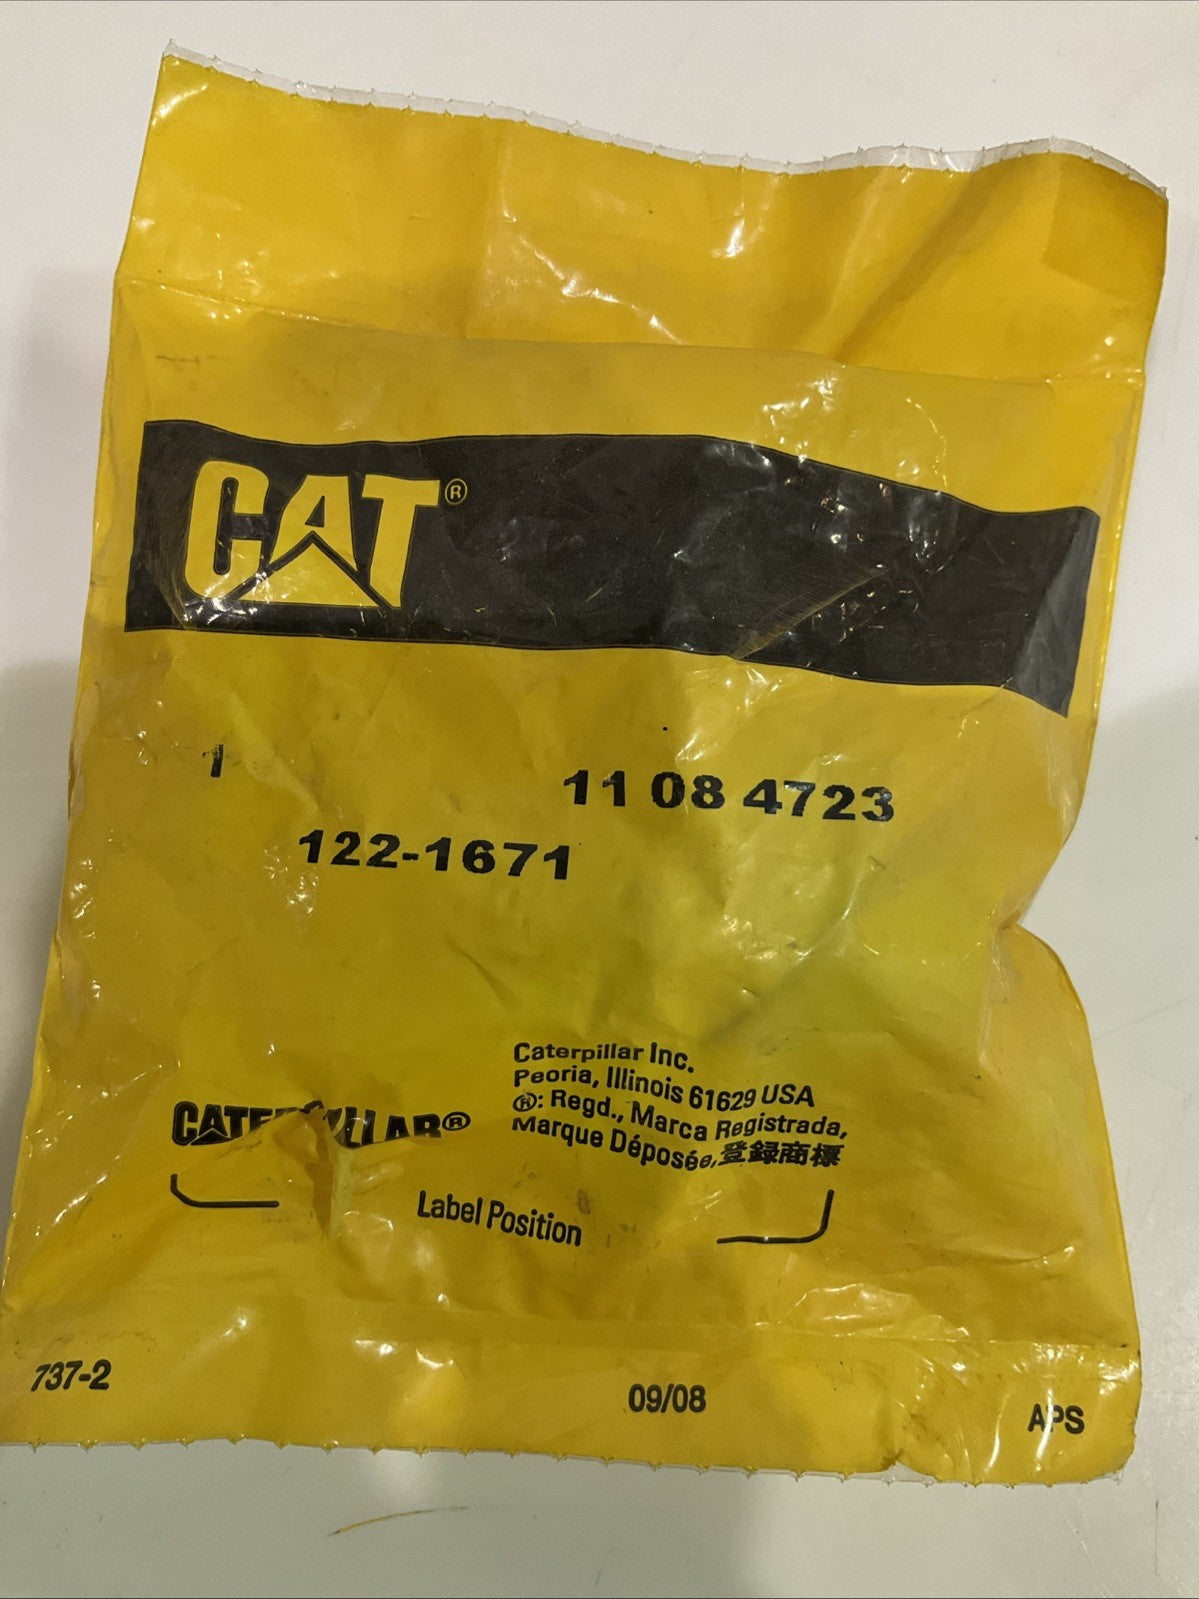 CAT®
1
11 08 4723
122-1671
Caterpillar Inc.
Peoria, Illinois 61629 USA
®: Regd., Marca Registrada,
Marque Déposée, 登録商標
CATERPILLAR®
Label Position
737-2
09/08
APS